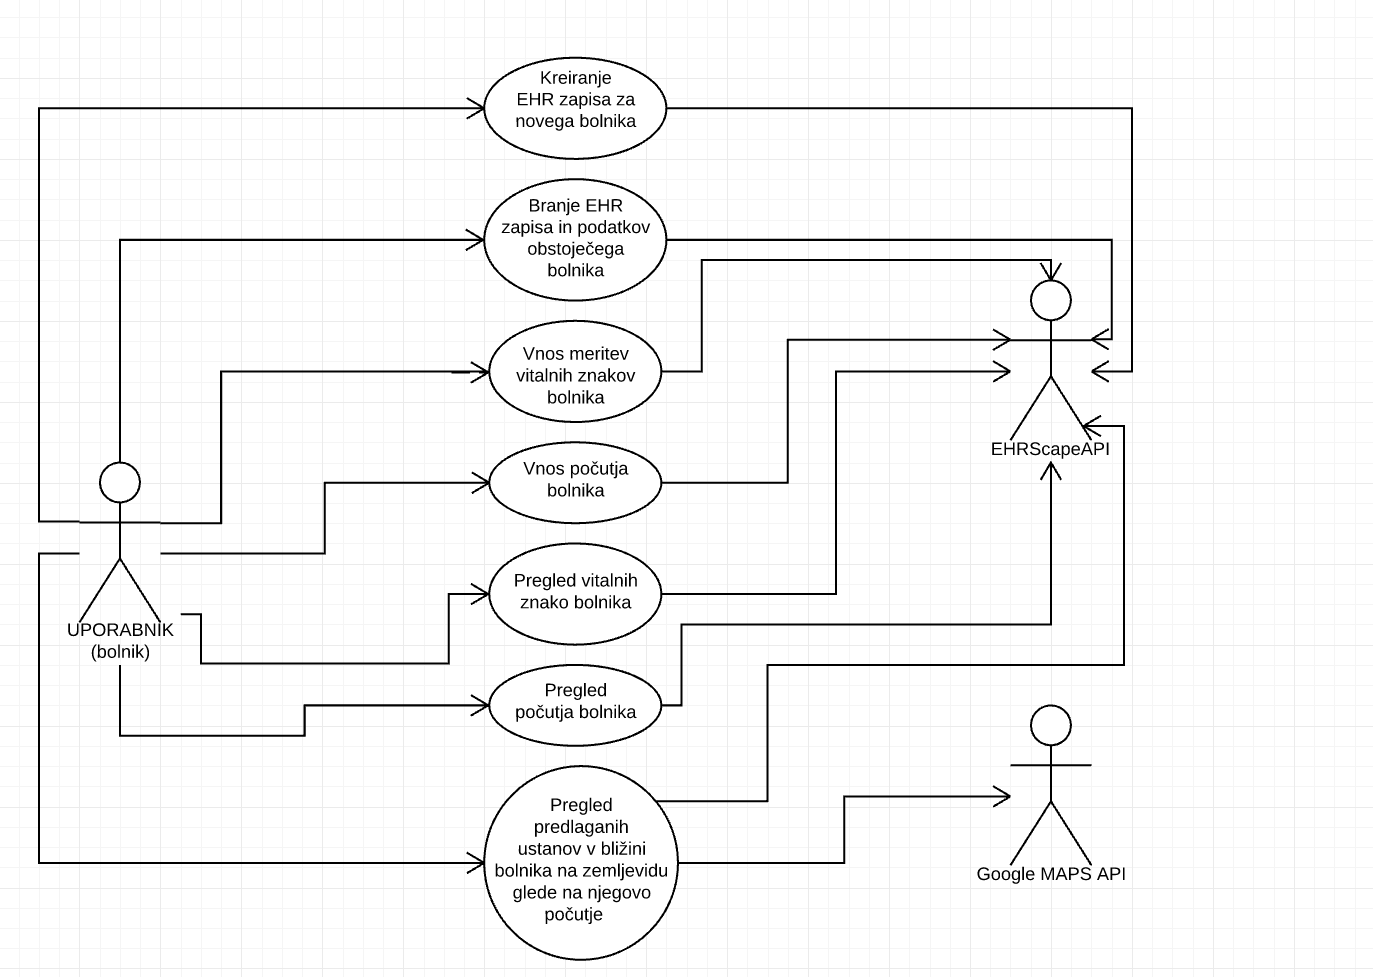 Kreiranje
EHR zapisa za
novega bolnika
Branje EHR
zapisa in podatkov
obstoječega
bolnika
Vnos meritev
vitalnih znakov
bolnika
Vnos počutja
bolnika
EHRScapeAPI
Pregled vitalnih
znako bolnika
UPORABNIK
(bolnik)
Pregled
počutja bolnika
Pregled
predlaganih
ustanov v bližini
bolnika na zemljevidu
glede na njegovo
počutje
Google MAPS API